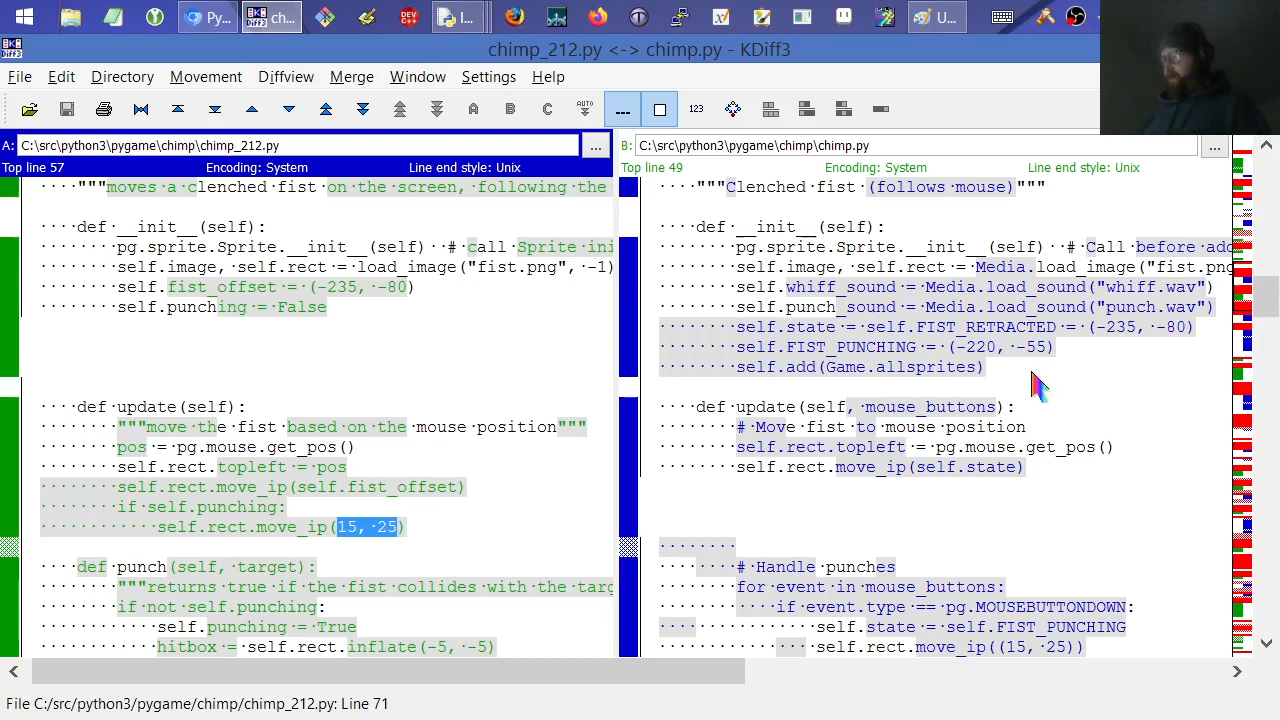 Py...
ch...
DEV C++
I...
U...
chimp_212.py <-> chimp.py - KDiff3
File Edit Directory Movement Diffview Merge Window Settings Help
A B C AUTO 123
A: C:\src\python3\pygame\chimp\chimp_212.py ...
B: C:\src\python3\pygame\chimp\chimp.py ...
Top line 57 Encoding: System Line end style: Unix
Top line 49 Encoding: System Line end style: Unix
····"""moves·a·clenched·fist·on·the·screen,·following·the
····def·__init__(self):
········pg.sprite.Sprite.__init__(self)··#·call·Sprite·ini
········self.image,·self.rect·=·load_image("fist.png",·-1)
········self.fist_offset·=·(-235,·-80)
········self.punching·=·False
····def·update(self):
········"""move·the·fist·based·on·the·mouse·position"""
········pos·=·pg.mouse.get_pos()
········self.rect.topleft·=·pos
········self.rect.move_ip(self.fist_offset)
········if·self.punching:
············self.rect.move_ip(15,·25)
····def·punch(self,·target):
········"""returns·true·if·the·fist·collides·with·the·targ
········if·not·self.punching:
············self.punching·=·True
············hitbox·=·self.rect.inflate(-5,·-5)
····"""Clenched·fist·(follows·mouse)"""
····def·__init__(self):
········pg.sprite.Sprite.__init__(self)··#·Call·before·add
········self.image,·self.rect·=·Media.load_image("fist.png
········self.whiff_sound·=·Media.load_sound("whiff.wav")
········self.punch_sound·=·Media.load_sound("punch.wav")
········self.state·=·self.FIST_RETRACTED·=·(-235,·-80)
········self.FIST_PUNCHING·=·(-220,·-55)
········self.add(Game.allsprites)
····def·update(self,·mouse_buttons):
········#·Move·fist·to·mouse·position
········self.rect.topleft·=·pg.mouse.get_pos()
········self.rect.move_ip(self.state)
········
········#·Handle·punches
········for·event·in·mouse_buttons:
············if·event.type·==·pg.MOUSEBUTTONDOWN:
················self.state·=·self.FIST_PUNCHING
················self.rect.move_ip((15,·25))
File C:/src/python3/pygame/chimp/chimp_212.py: Line 71